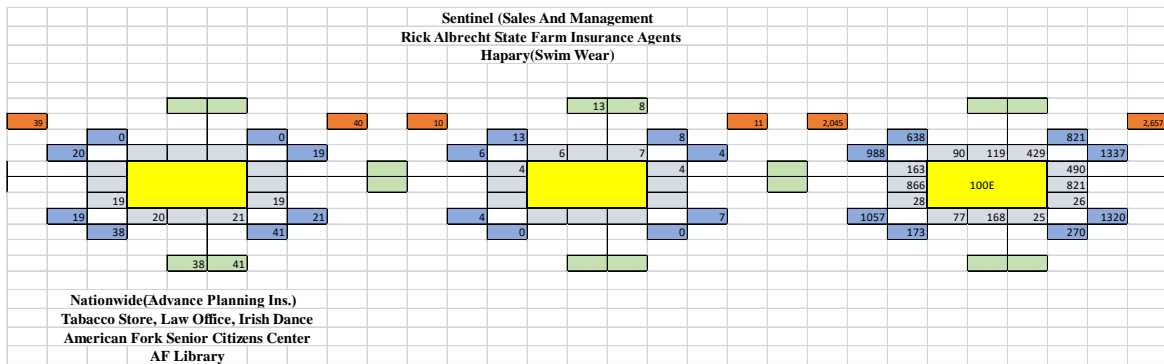 Sentinel (Sales And Management
Rick Albrecht State Farm Insurance Agents
Hapary(Swim Wear)
13 8
39 40 10 11 2,045 2,657
0 0 13 8 638 821
20 19 6 6 7 4 988 90 119 429 1337
4 4 163 490
866 100E 821
19 19 28 26
19 20 21 21 4 7 1057 77 168 25 1320
38 41 0 0 173 270
38 41
Nationwide(Advance Planning Ins.)
Tabacco Store, Law Office, Irish Dance
American Fork Senior Citizens Center
AF Library